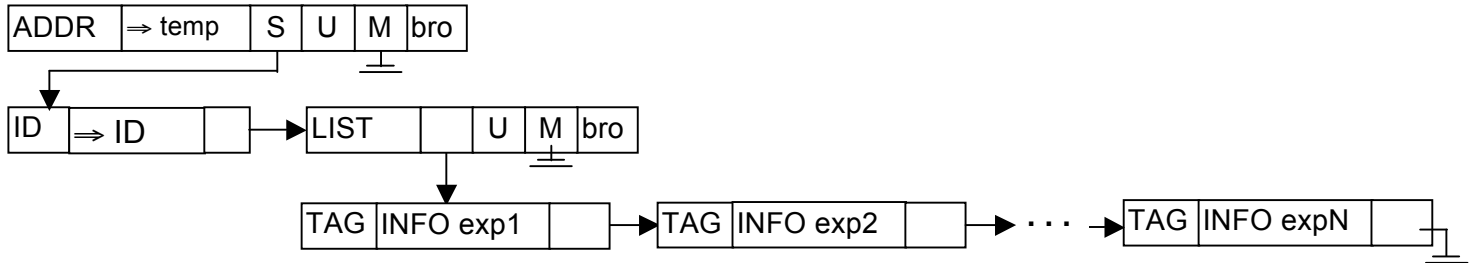 ADDR ⇒ temp S U M bro
ID ⇒ ID LIST U M bro
TAG INFO exp1 TAG INFO exp2 · · · TAG INFO expN